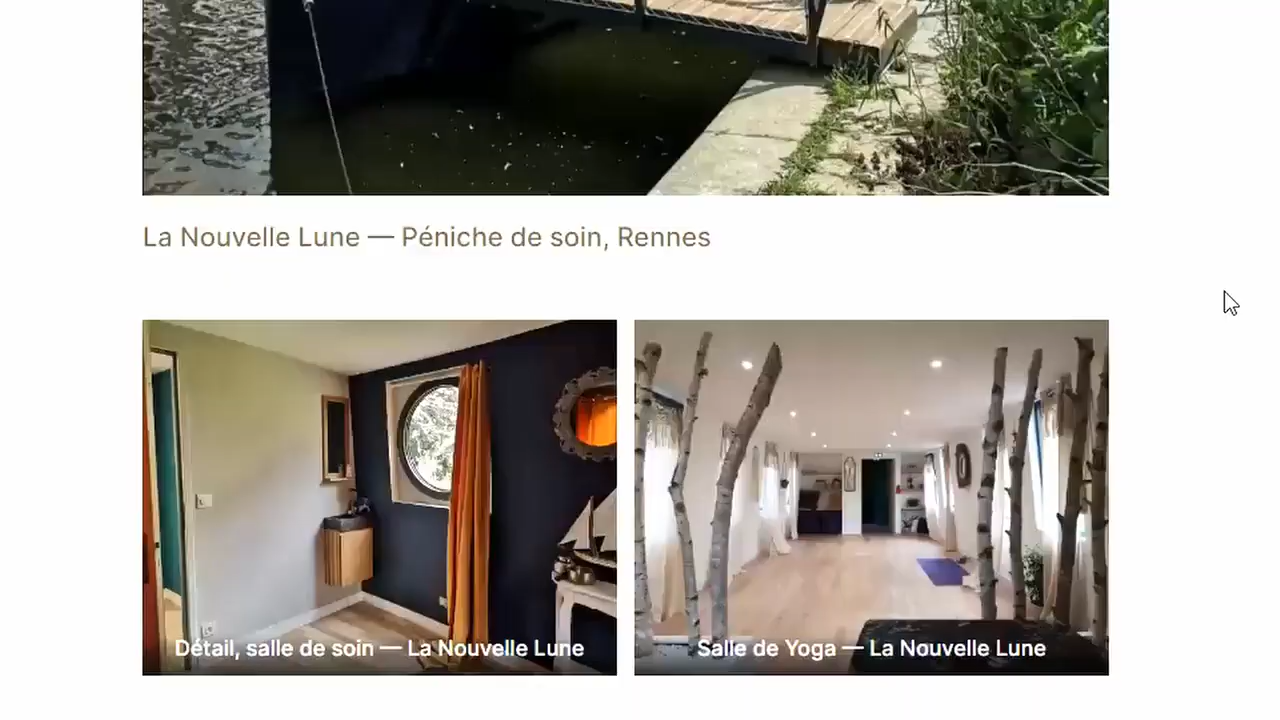 La Nouvelle Lune — Péniche de soin, Rennes
Détail, salle de soin — La Nouvelle Lune
Salle de Yoga — La Nouvelle Lune